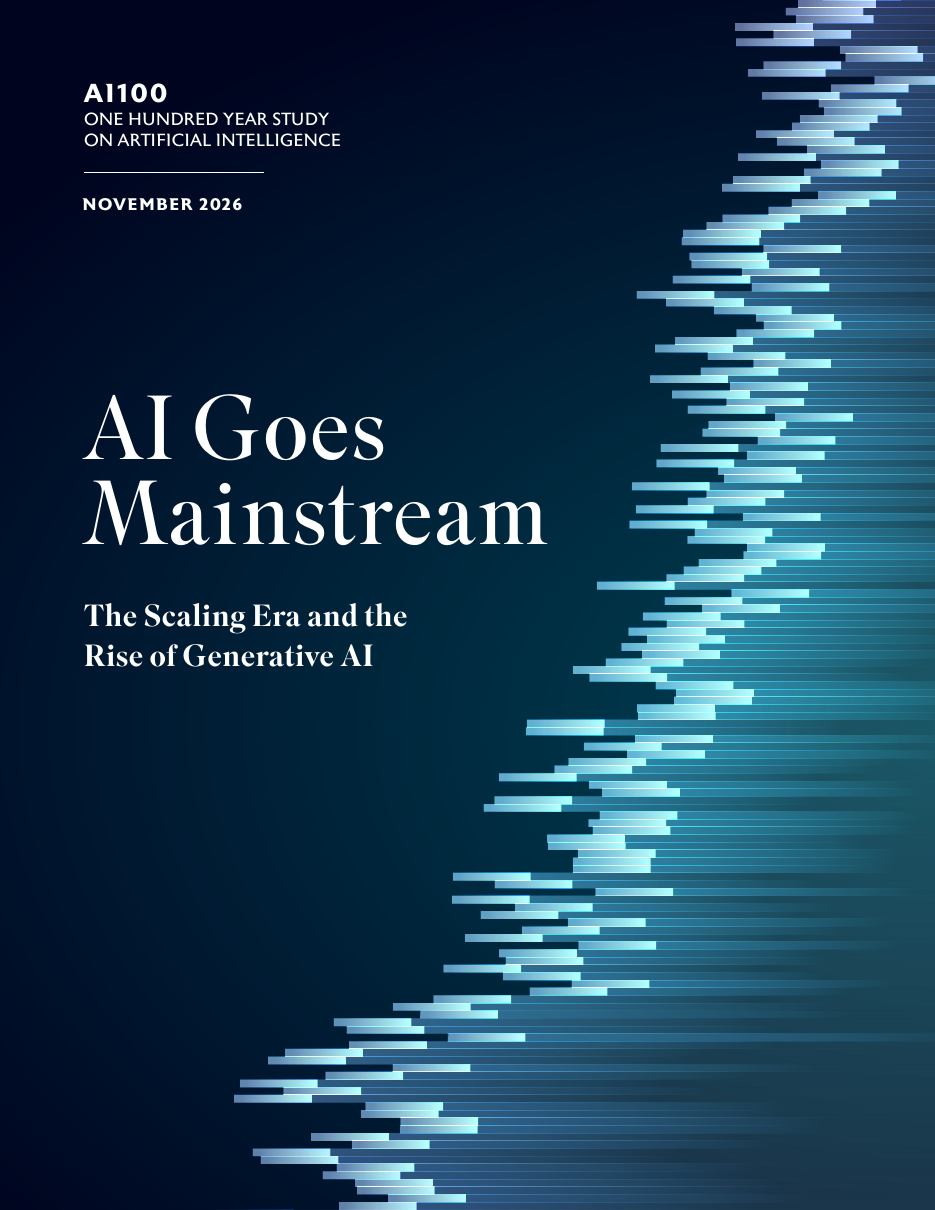 AI100
ONE HUNDRED YEAR STUDY
ON ARTIFICIAL INTELLIGENCE
NOVEMBER 2026
AI Goes
Mainstream
The Scaling Era and the
Rise of Generative AI